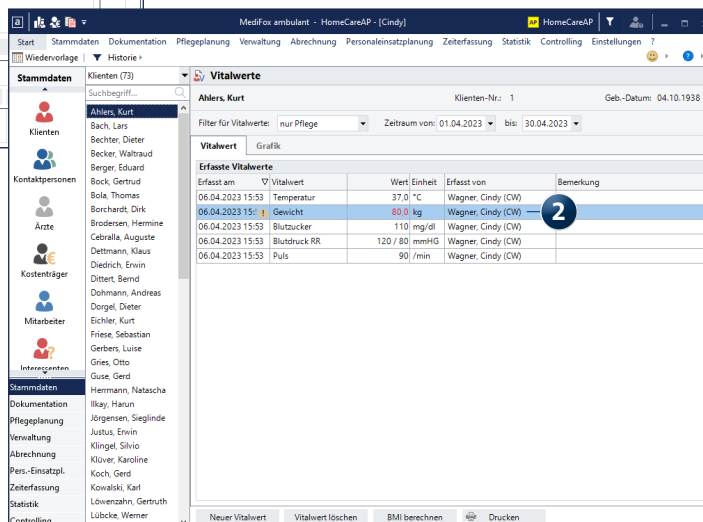 a MediFox ambulant - HomeCareAP - [Cindy] AP HomeCareAP
Start Stammdaten Dokumentation Pflegeplanung Verwaltung Abrechnung Personaleinsatzplanung Zeiterfassung Statistik Controlling Einstellungen ?
Wiedervorlage Historie
Stammdaten
Klienten
Kontaktpersonen
Ärzte
Kostenträger
Mitarbeiter
Interessenten
Stammdaten
Dokumentation
Pflegeplanung
Verwaltung
Abrechnung
Pers.-Einsatzpl.
Zeiterfassung
Statistik
Controlling
Klienten (73)
Suchbegriff...
Ahlers, Kurt
Bach, Lars
Bechter, Dieter
Becker, Waltraud
Berger, Eduard
Bock, Gertrud
Bola, Thomas
Borchardt, Dirk
Brodersen, Hermine
Cebralla, Auguste
Dettmann, Klaus
Diedrich, Erwin
Dittert, Bernd
Dohmann, Andreas
Dorgel, Dieter
Eichler, Kurt
Friese, Sebastian
Gerbers, Luise
Gries, Otto
Guse, Gerd
Herrmann, Natascha
Ilkay, Harun
Jörgensen, Sieglinde
Justus, Erwin
Klingel, Silvio
Klüver, Karoline
Koch, Gerd
Kowalski, Karl
Löwenzahn, Gertruth
Lübcke, Werner
Vitalwerte
Ahlers, Kurt Klienten-Nr.: 1 Geb.-Datum: 04.10.1938
Filter für Vitalwerte: nur Pflege Zeitraum von: 01.04.2023 bis: 30.04.2023
Vitalwert Grafik
Erfasste Vitalwerte
Erfasst am Vitalwert Wert Einheit Erfasst von Bemerkung
06.04.2023 15:53 Temperatur 37,0 °C Wagner, Cindy (CW)
06.04.2023 15: Gewicht 80,0 kg Wagner, Cindy (CW) 2
06.04.2023 15:53 Blutzucker 110 mg/dl Wagner, Cindy (CW)
06.04.2023 15:53 Blutdruck RR 120 / 80 mmHG Wagner, Cindy (CW)
06.04.2023 15:53 Puls 90 /min Wagner, Cindy (CW)
Neuer Vitalwert Vitalwert löschen BMI berechnen Drucken